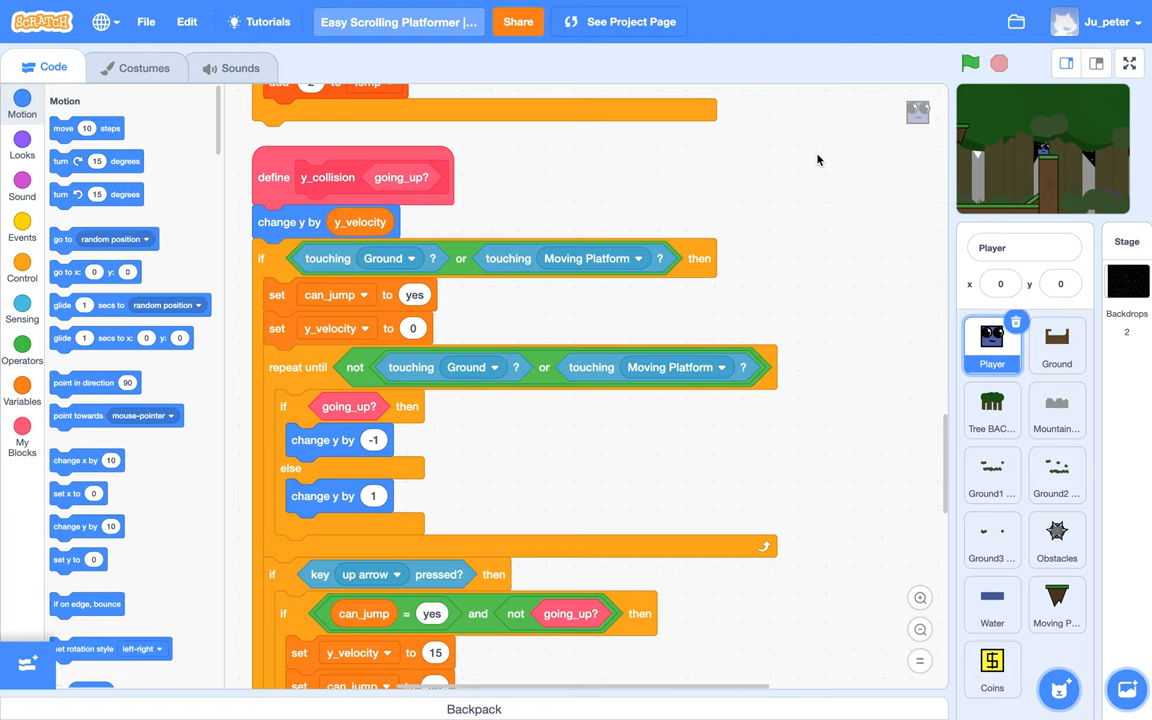 SCRATCH File Edit Tutorials Easy Scrolling Platformer |... Share See Project Page Ju_peter
Code Costumes Sounds
Motion
Looks
Sound
Events
Control
Sensing
Operators
Variables
My
Blocks
Motion
move 10 steps
turn 15 degrees
turn 15 degrees
go to random position
go to x: 0 y: 0
glide 1 secs to random position
glide 1 secs to x: 0 y: 0
point in direction 90
point towards mouse-pointer
change x by 10
set x to 0
change y by 10
set y to 0
if on edge, bounce
set rotation style left-right
define y_collision going_up?
change y by y_velocity
if touching Ground ? or touching Moving Platform ? then
set can_jump to yes
set y_velocity to 0
repeat until not touching Ground ? or touching Moving Platform ?
if going_up? then
change y by -1
else
change y by 1
if key up arrow pressed? then
if can_jump = yes and not going_up? then
set y_velocity to 15
Player
x 0 y 0
Player
Ground
Tree BAC...
Mountain...
Ground1 ...
Ground2 ...
Ground3 ...
Obstacles
Water
Moving P...
Coins
Stage
Backdrops
2
Backpack